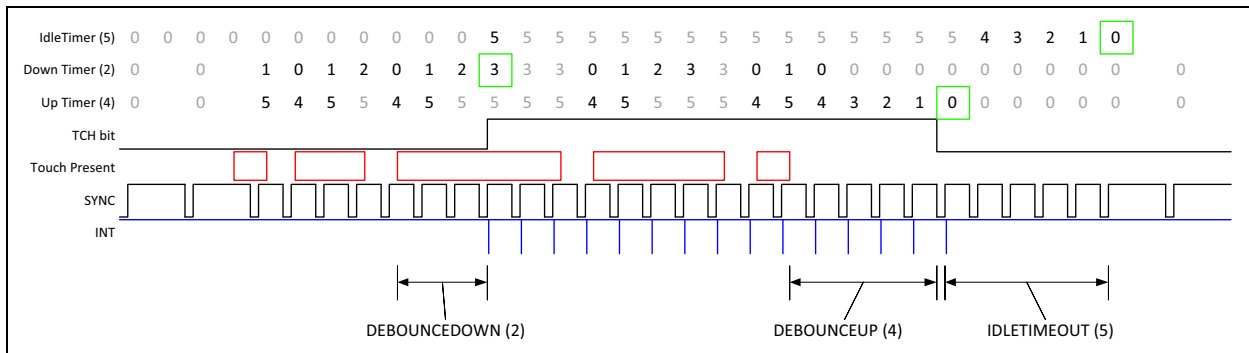 IdleTimer (5) 0 0 0 0 0 0 0 0 0 0 0 5 5 5 5 5 5 5 5 5 5 5 5 5 5 5 4 3 2 1 0
Down Timer (2) 0 0 1 0 1 2 0 1 2 3 3 3 0 1 2 3 3 0 1 0 0 0 0 0 0 0 0 0 0 0
Up Timer (4) 0 0 5 4 5 5 4 5 5 5 5 5 4 5 5 5 5 4 5 4 3 2 1 0 0 0 0 0 0 0
TCH bit
Touch Present
SYNC
INT
DEBOUNCEDOWN (2) DEBOUNCEUP (4) IDLETIMEOUT (5)